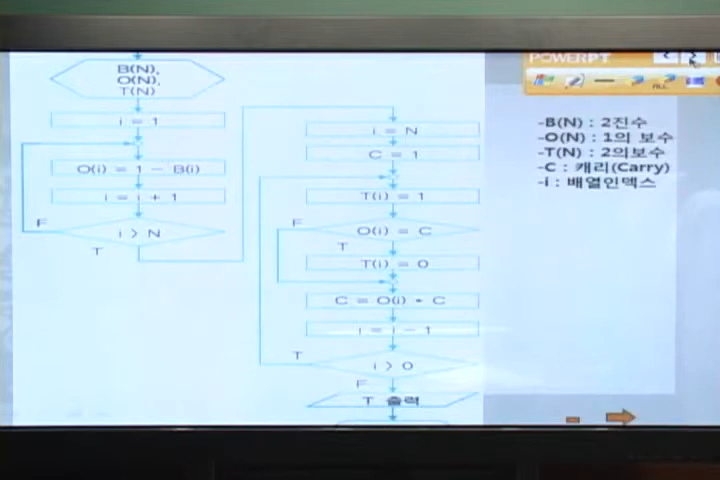 B(N),
O(N),
T(N)
i = 1
O(i) = 1 - B(i)
i = i + 1
F
i > N
T
i = N
C = 1
T(i) = 1
F
O(i) = C
T
T(i) = 0
C = O(i) * C
i = i - 1
T
i > 0
F
T 출력
POWERPT
ALL
-B(N) : 2진수
-O(N) : 1의 보수
-T(N) : 2의보수
-C : 캐리(Carry)
-i : 배열인덱스